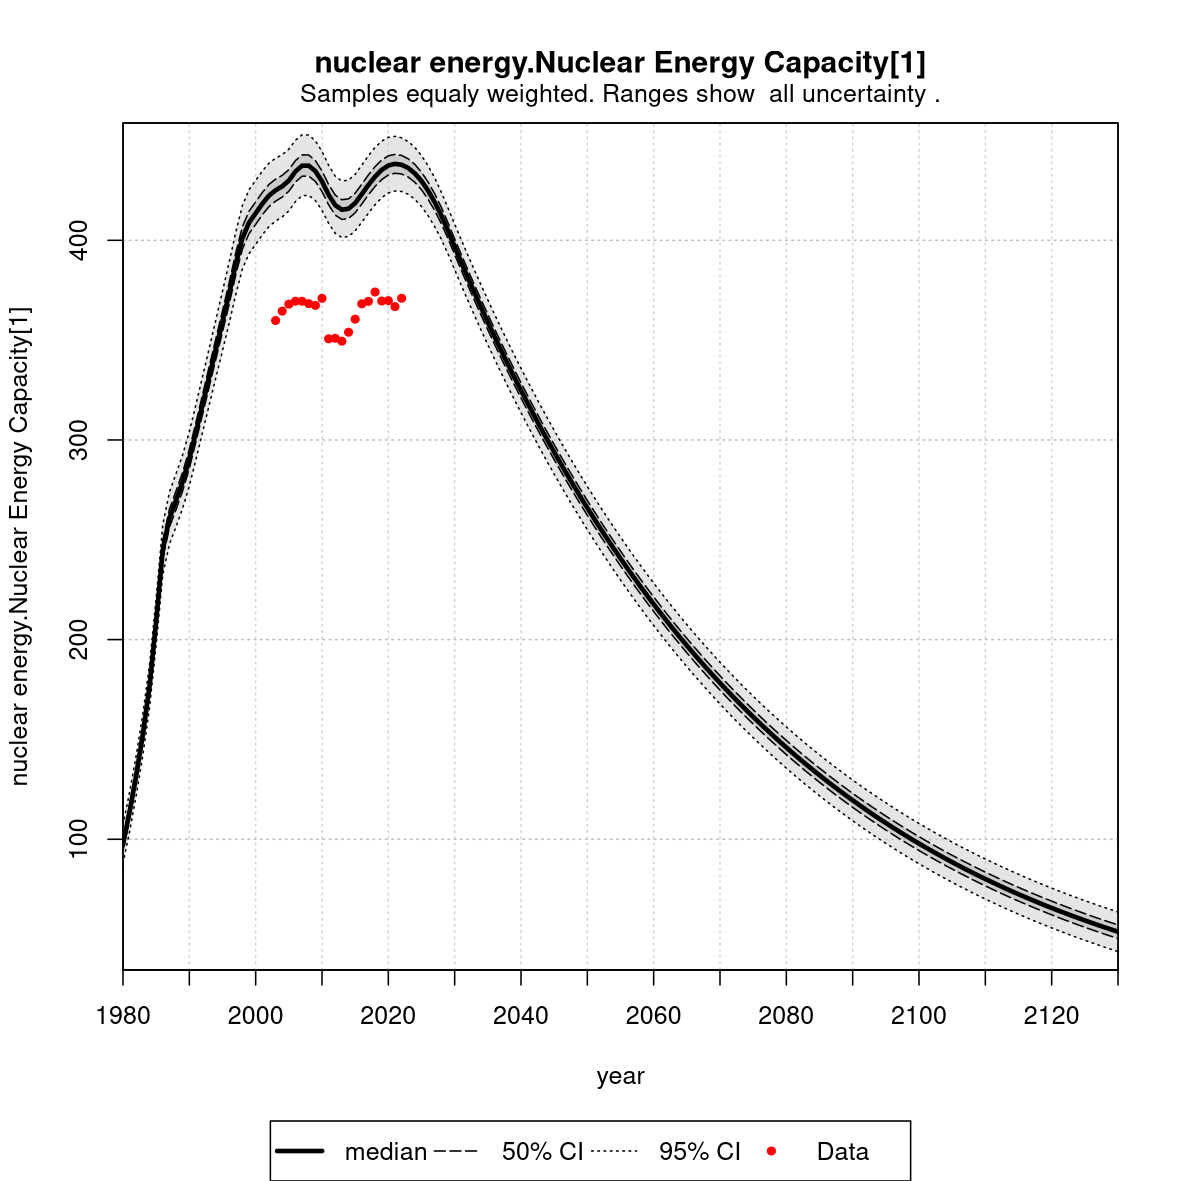 nuclear energy.Nuclear Energy Capacity[1]
Samples equaly weighted. Ranges show  all uncertainty .
nuclear energy.Nuclear Energy Capacity[1]
400
300
200
100
1980 2000 2020 2040 2060 2080 2100 2120
year
median 50% CI 95% CI Data